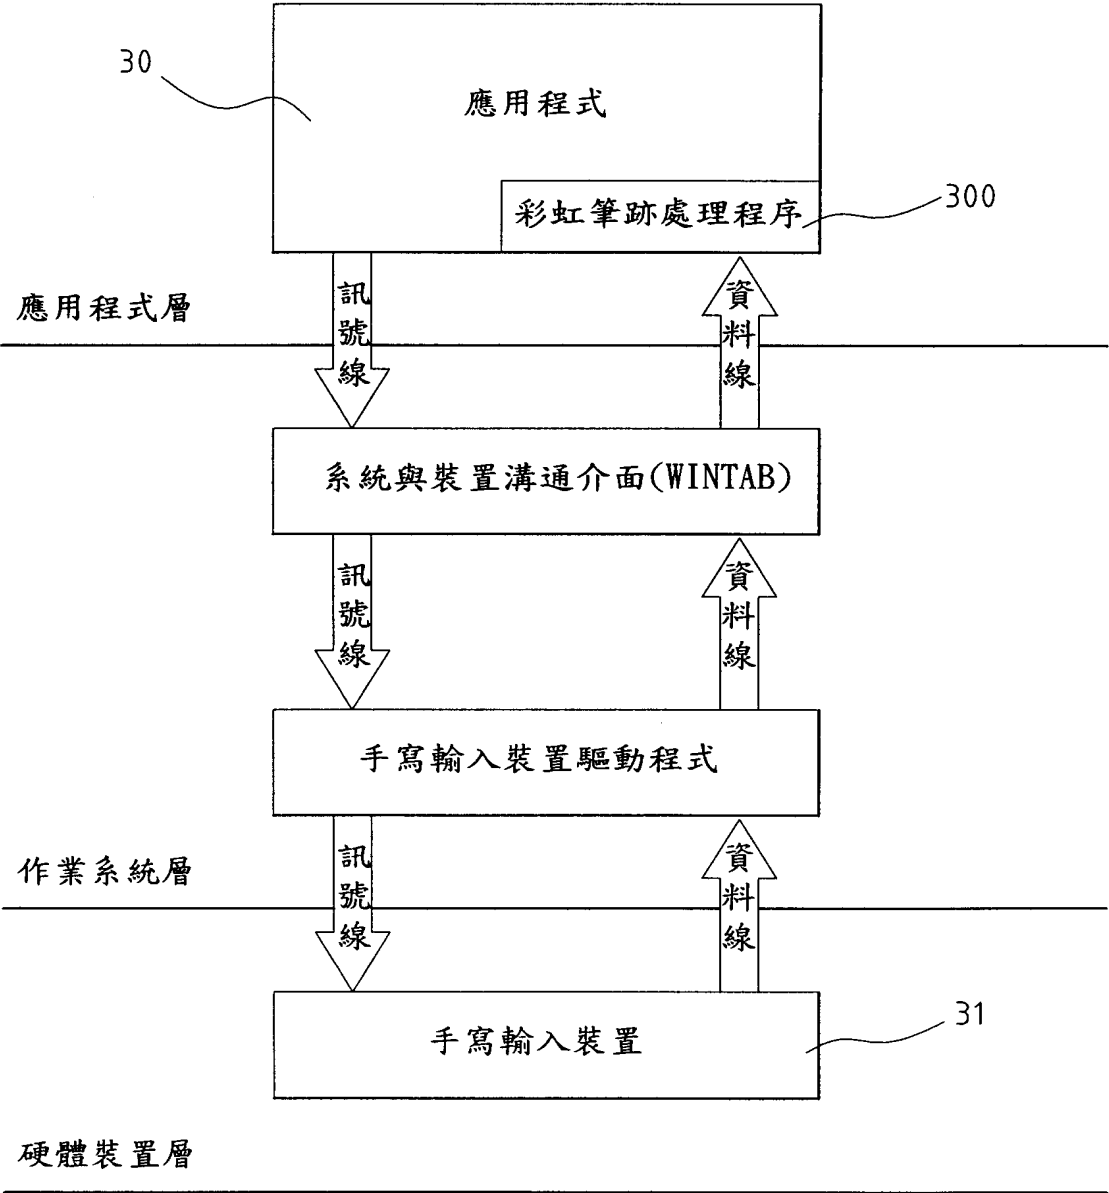 30
應用程式
彩虹筆跡處理程序
300
應用程式層
訊號線
資料線
系統與裝置溝通介面(WINTAB)
訊號線
資料線
手寫輸入裝置驅動程式
作業系統層
訊號線
資料線
手寫輸入裝置
31
硬體裝置層